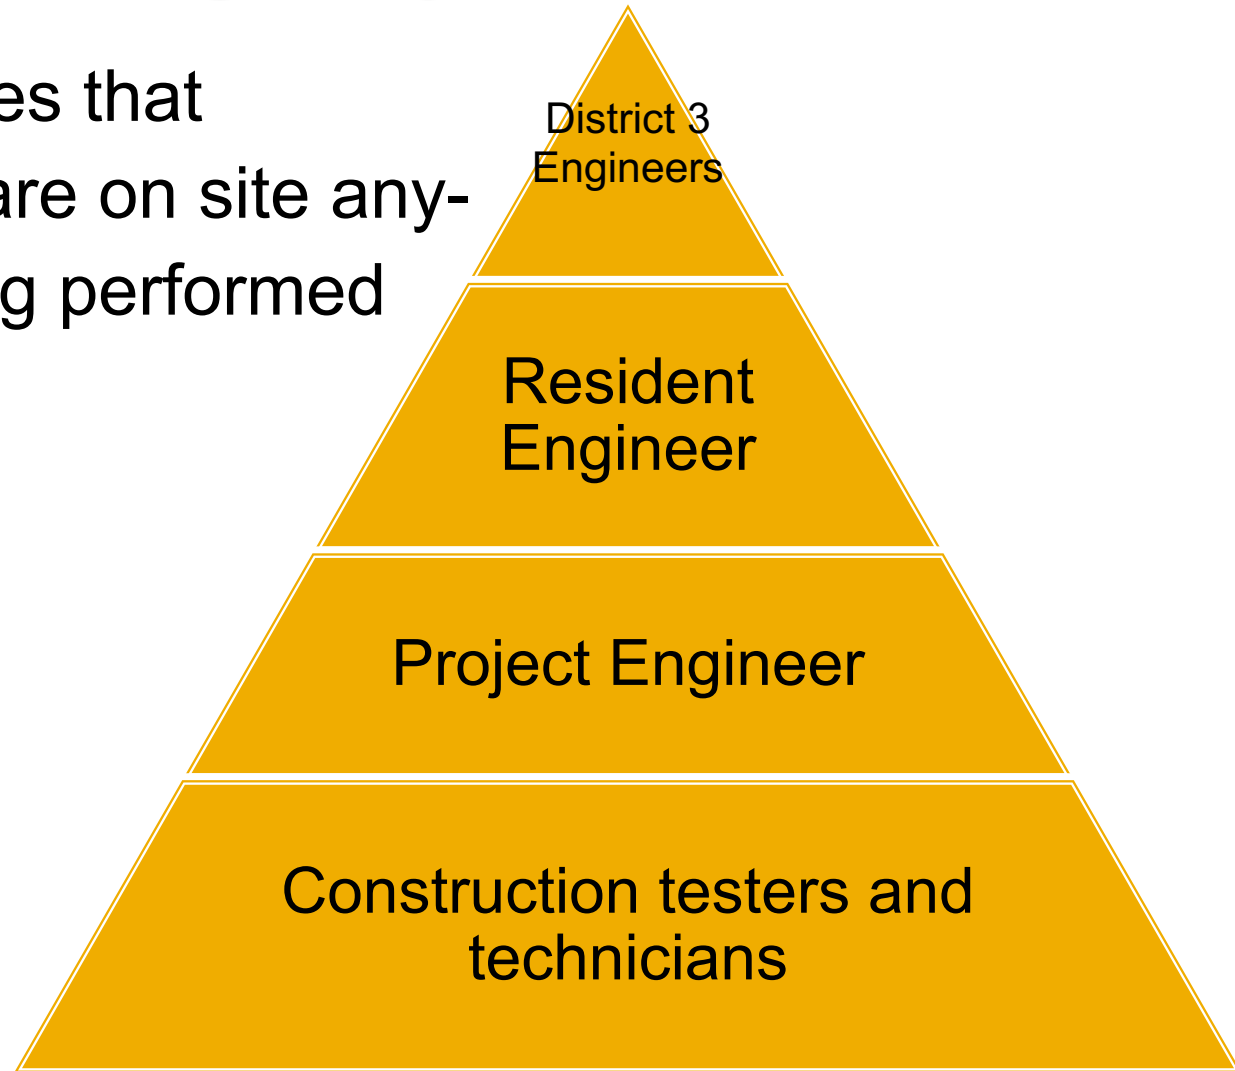 es that
are on site any-
g performed
District 3
Engineers
Resident
Engineer
Project Engineer
Construction testers and
technicians